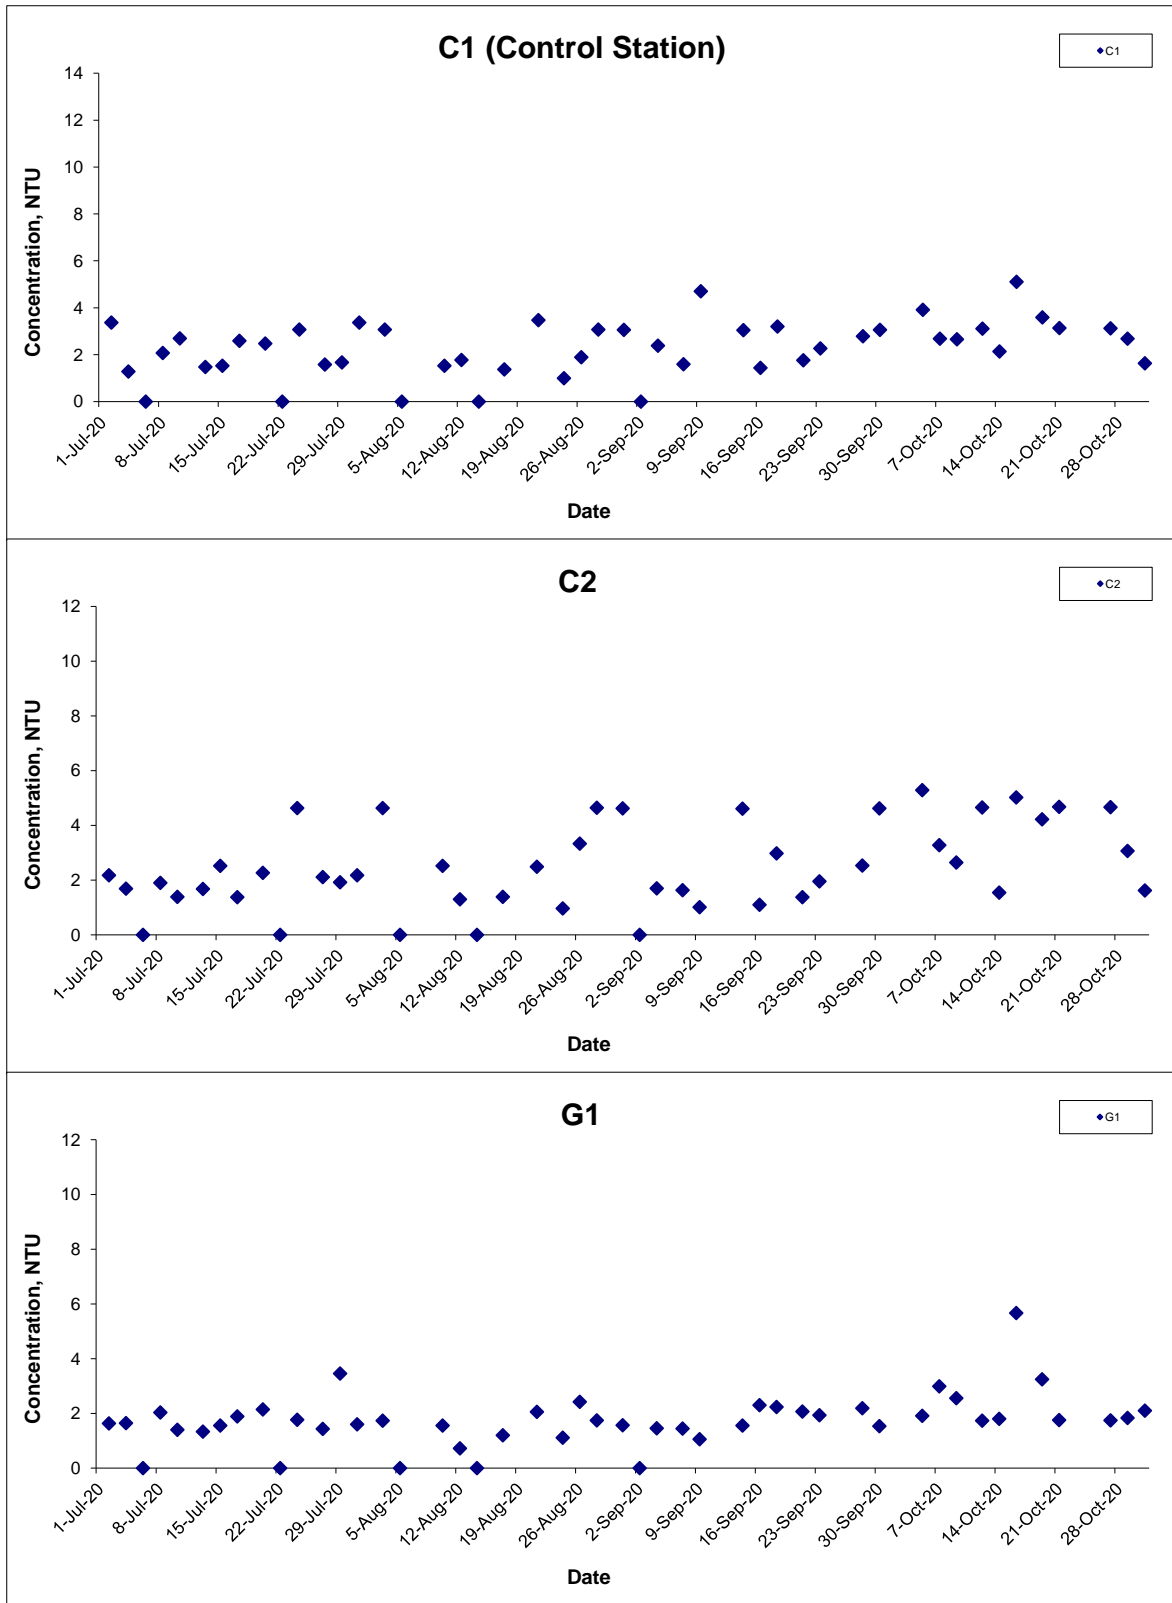 C1 (Control Station)
C1
Concentration, NTU
14
12
10
8
6
4
2
0
1-Jul-20
8-Jul-20
15-Jul-20
22-Jul-20
29-Jul-20
5-Aug-20
12-Aug-20
19-Aug-20
26-Aug-20
2-Sep-20
9-Sep-20
16-Sep-20
23-Sep-20
30-Sep-20
7-Oct-20
14-Oct-20
21-Oct-20
28-Oct-20
Date
C2
C2
Concentration, NTU
12
10
8
6
4
2
0
1-Jul-20
8-Jul-20
15-Jul-20
22-Jul-20
29-Jul-20
5-Aug-20
12-Aug-20
19-Aug-20
26-Aug-20
2-Sep-20
9-Sep-20
16-Sep-20
23-Sep-20
30-Sep-20
7-Oct-20
14-Oct-20
21-Oct-20
28-Oct-20
Date
G1
G1
Concentration, NTU
12
10
8
6
4
2
0
1-Jul-20
8-Jul-20
15-Jul-20
22-Jul-20
29-Jul-20
5-Aug-20
12-Aug-20
19-Aug-20
26-Aug-20
2-Sep-20
9-Sep-20
16-Sep-20
23-Sep-20
30-Sep-20
7-Oct-20
14-Oct-20
21-Oct-20
28-Oct-20
Date